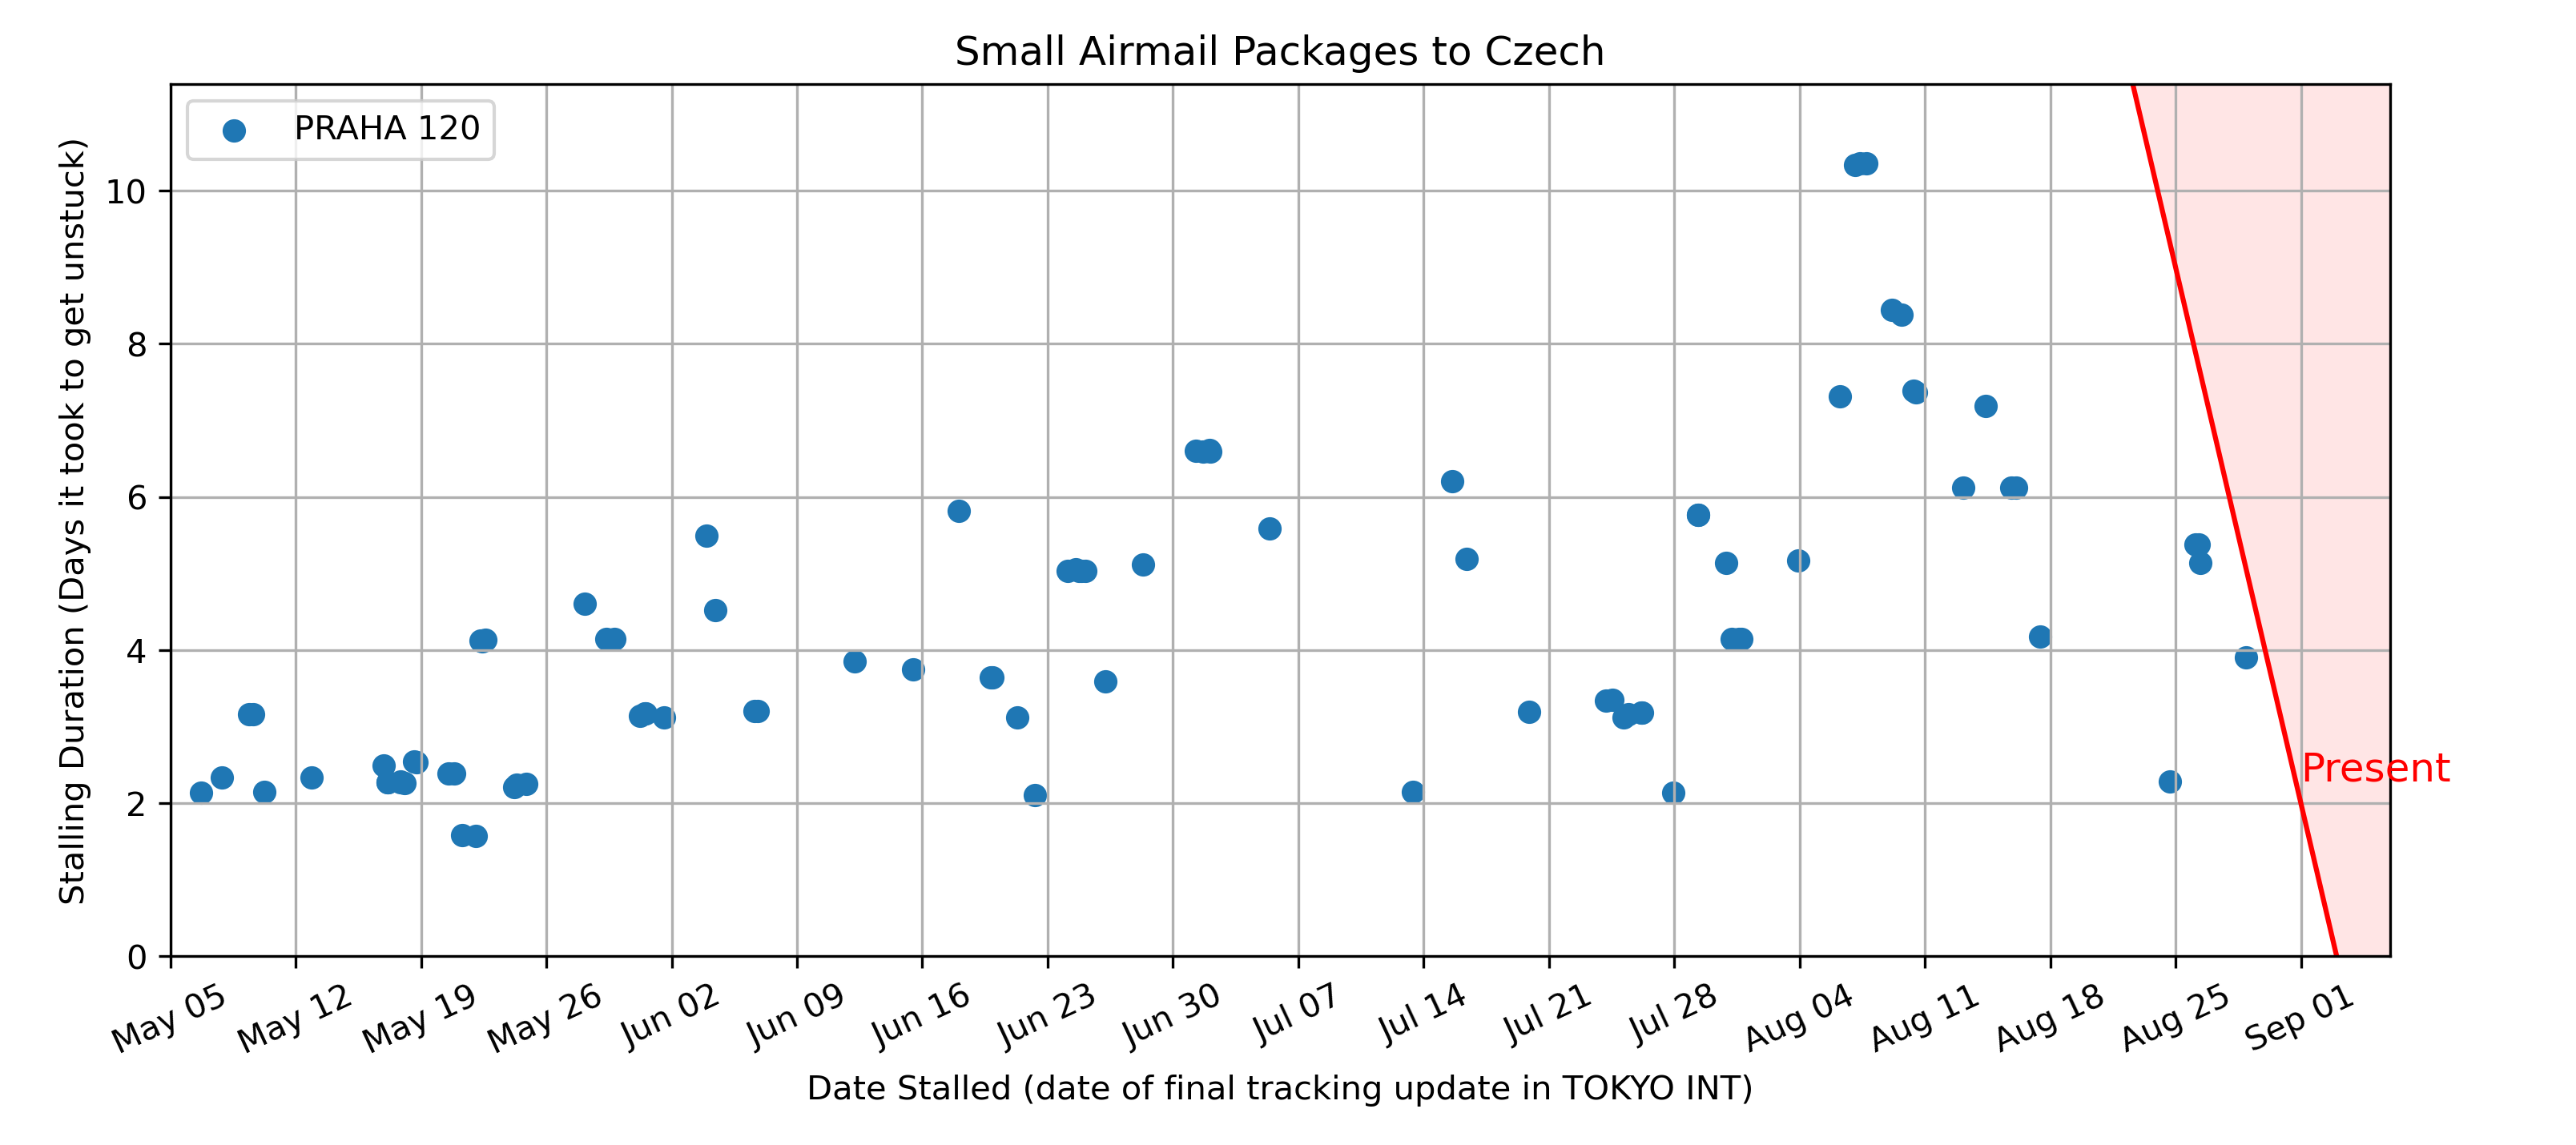 Small Airmail Packages to Czech
PRAHA 120
Stalling Duration (Days it took to get unstuck)
10
8
6
4
2
0
Present
May 05
May 12
May 19
May 26
Jun 02
Jun 09
Jun 16
Jun 23
Jun 30
Jul 07
Jul 14
Jul 21
Jul 28
Aug 04
Aug 11
Aug 18
Aug 25
Sep 01
Date Stalled (date of final tracking update in TOKYO INT)